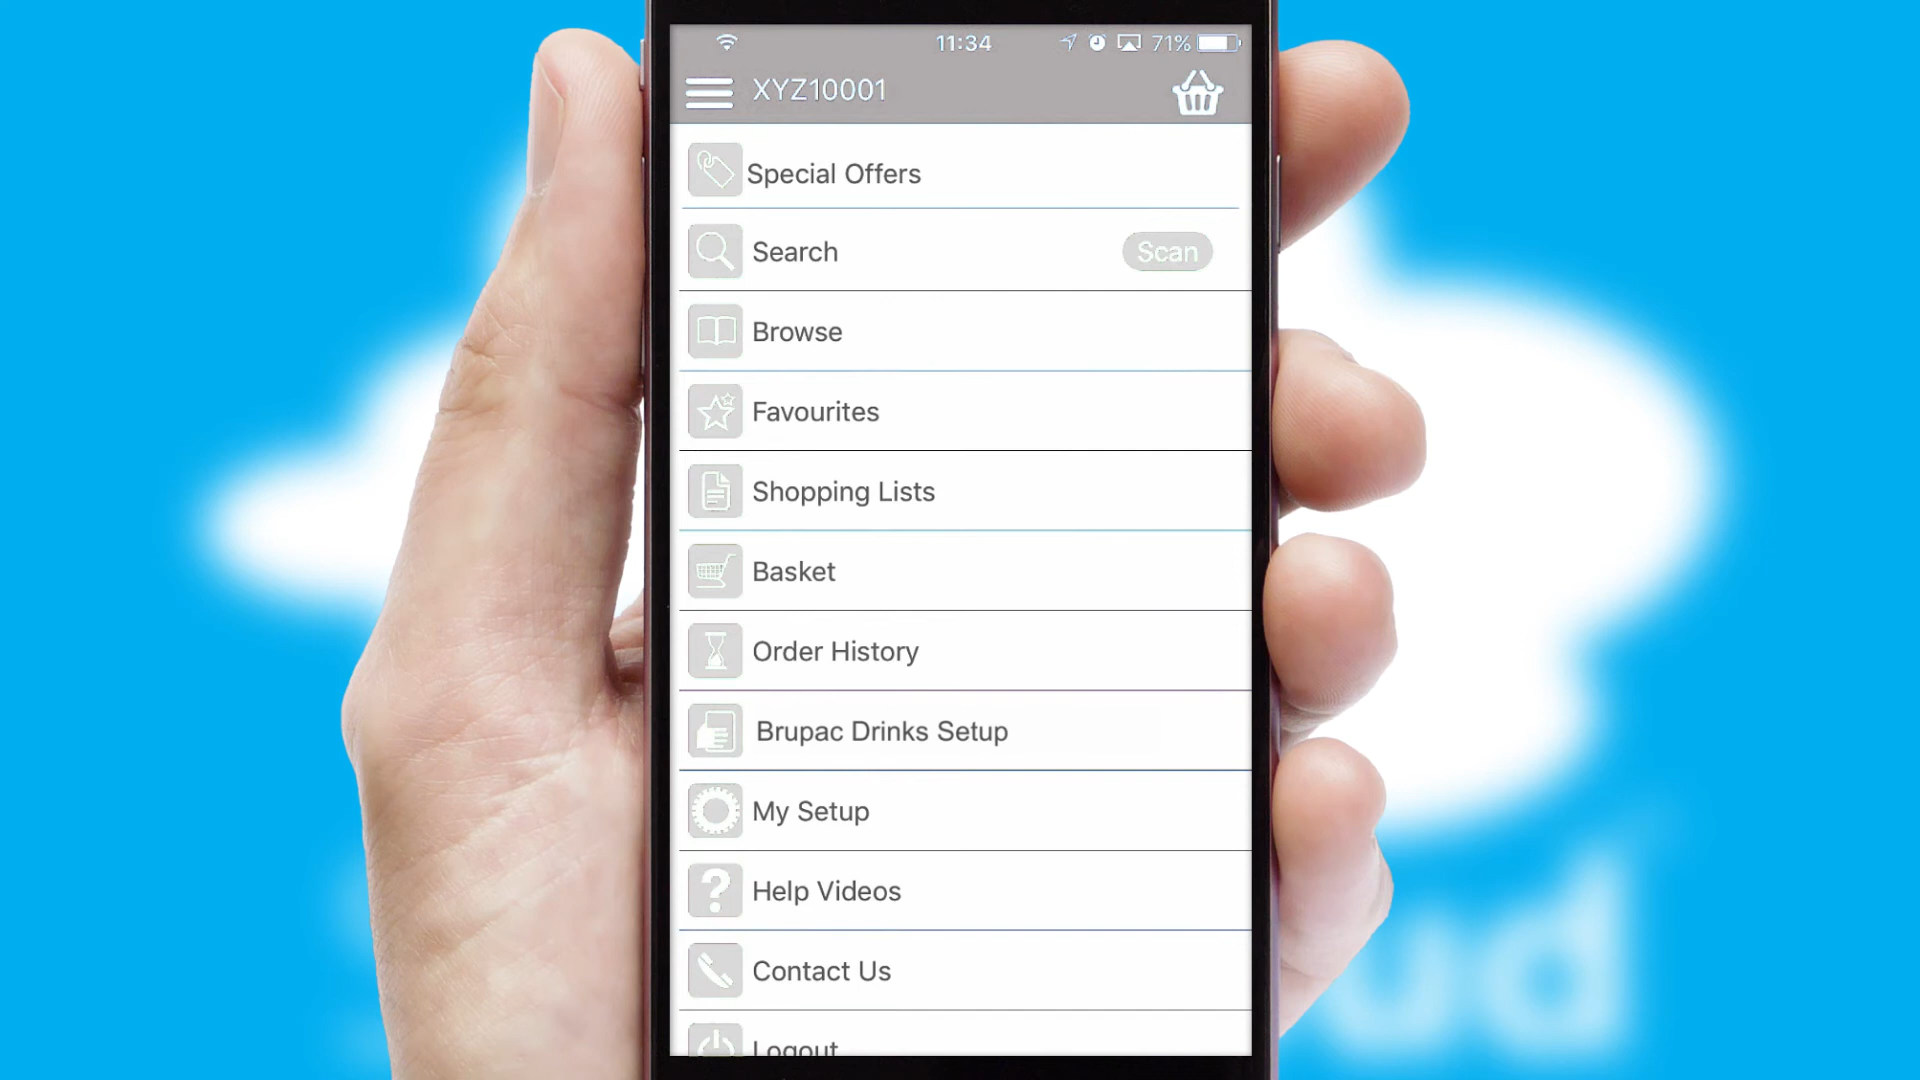 11:34
71%
XYZ10001
Special Offers
Search
Scan
Browse
Favourites
Shopping Lists
Basket
Order History
Brupac Drinks Setup
My Setup
Help Videos
Contact Us
Logout
ud